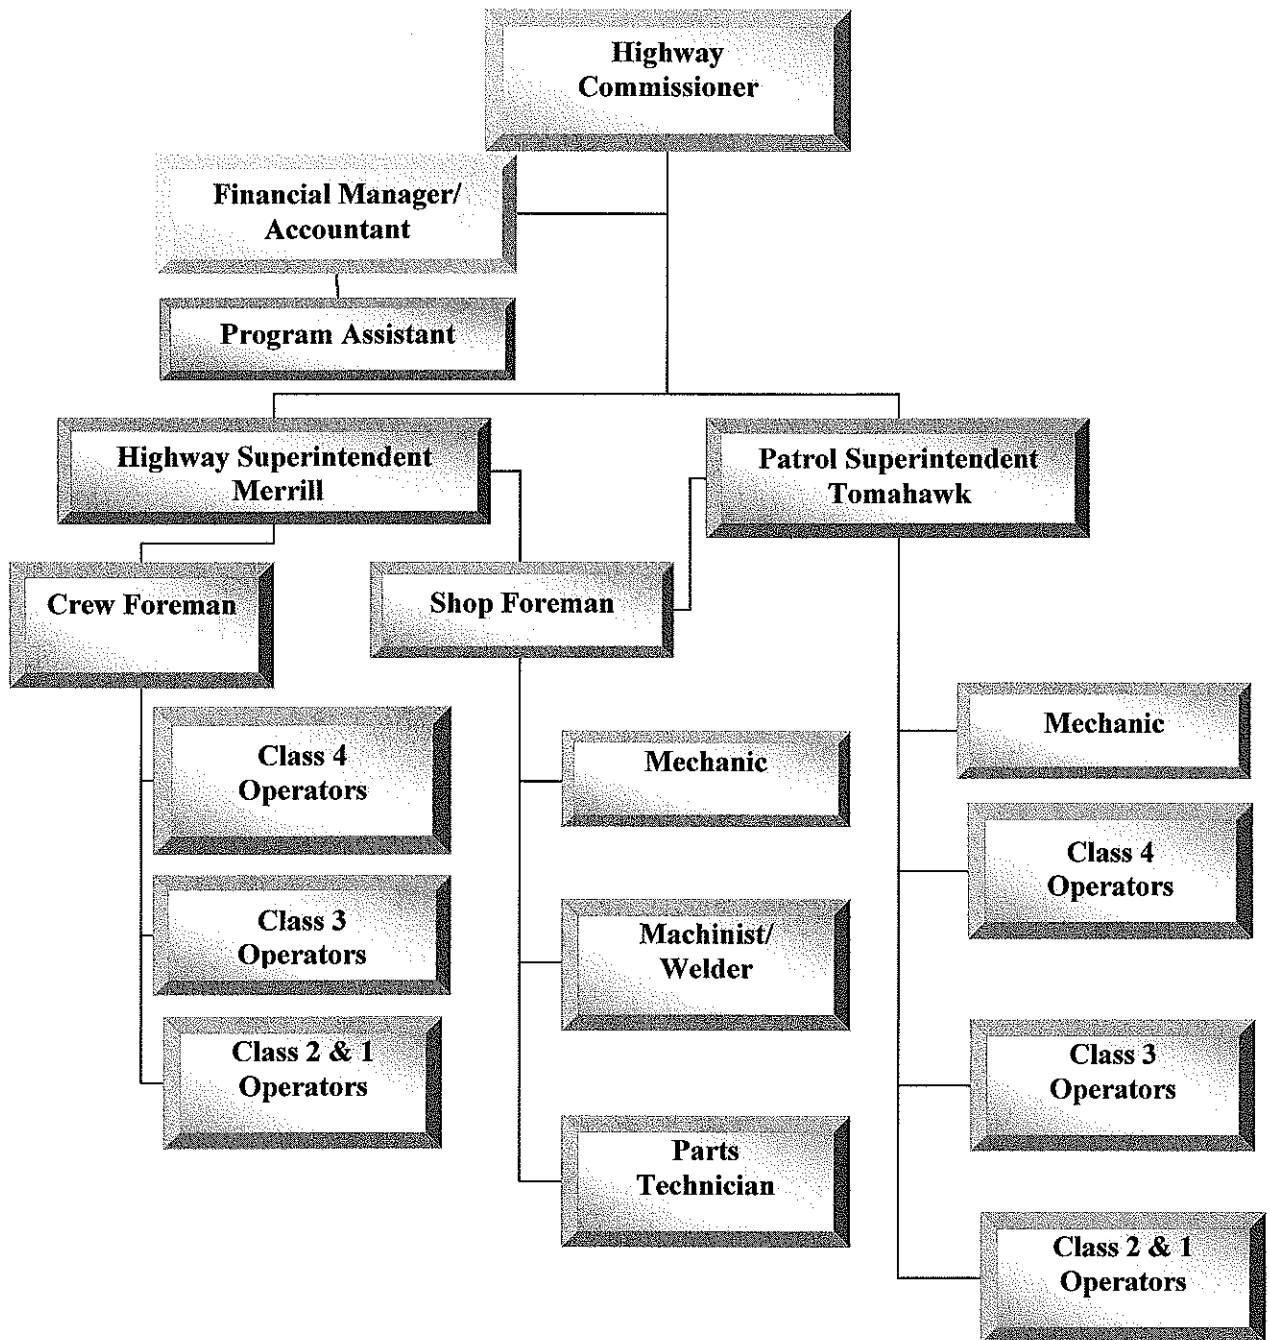 Highway
Commissioner
Financial Manager/
Accountant
Program Assistant
Highway Superintendent
Merrill
Patrol Superintendent
Tomahawk
Crew Foreman
Shop Foreman
Class 4
Operators
Class 3
Operators
Class 2 & 1
Operators
Mechanic
Machinist/
Welder
Parts
Technician
Mechanic
Class 4
Operators
Class 3
Operators
Class 2 & 1
Operators